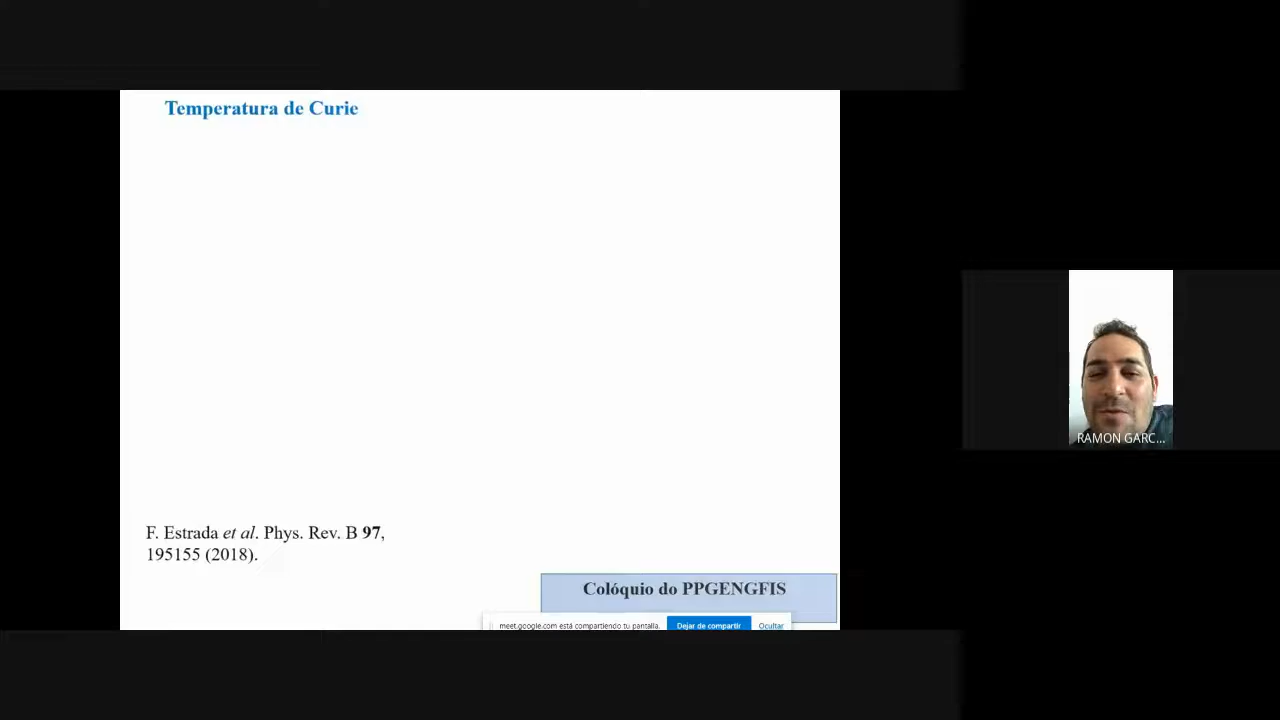 Temperatura de Curie
RAMON GARC...
F. Estrada et al. Phys. Rev. B 97,
195155 (2018).
Colóquio do PPGENGFIS
meet.google.com está compartiendo tu pantalla. Dejar de compartir Ocultar